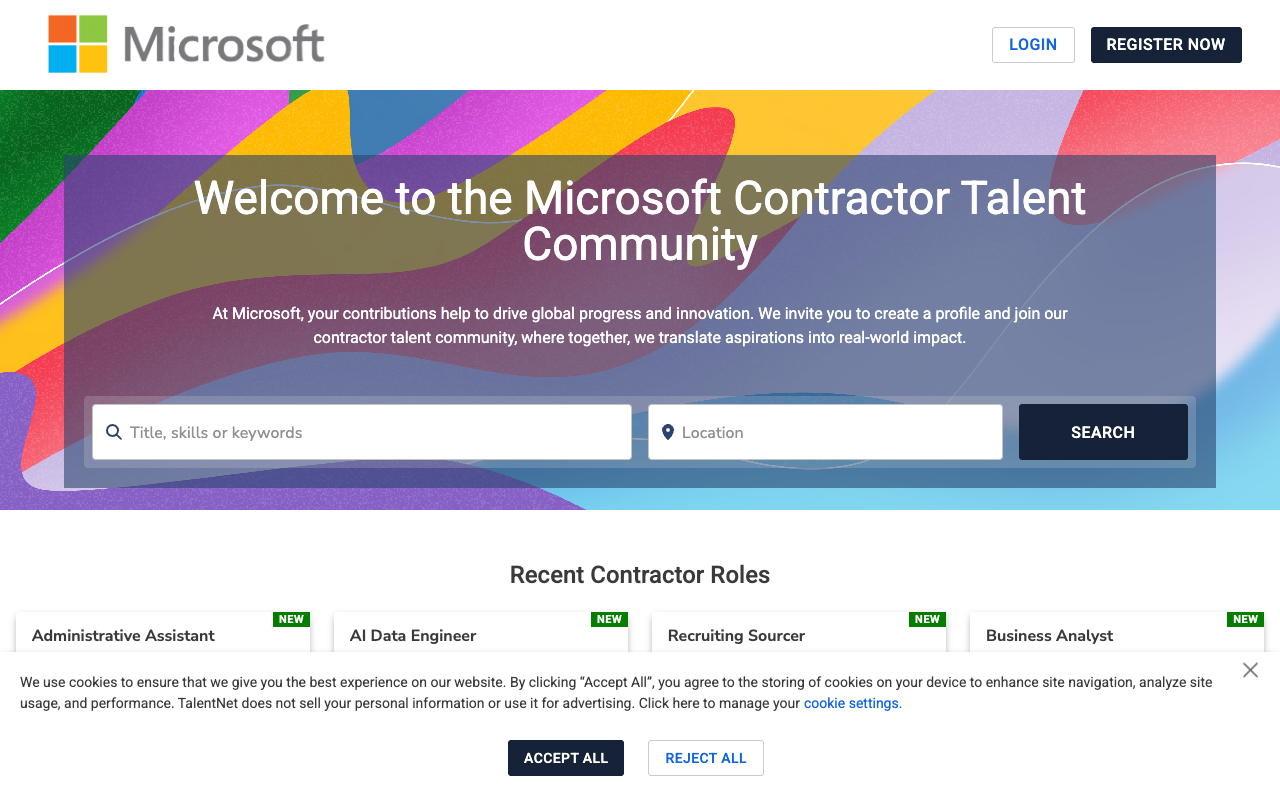 Microsoft
LOGIN
REGISTER NOW
Welcome to the Microsoft Contractor Talent
Community
At Microsoft, your contributions help to drive global progress and innovation. We invite you to create a profile and join our
contractor talent community, where together, we translate aspirations into real-world impact.
Title, skills or keywords
Location
SEARCH
Recent Contractor Roles
NEW
Administrative Assistant
NEW
AI Data Engineer
NEW
Recruiting Sourcer
NEW
Business Analyst
We use cookies to ensure that we give you the best experience on our website. By clicking “Accept All”, you agree to the storing of cookies on your device to enhance site navigation, analyze site
usage, and performance. TalentNet does not sell your personal information or use it for advertising. Click here to manage your cookie settings.
ACCEPT ALL
REJECT ALL